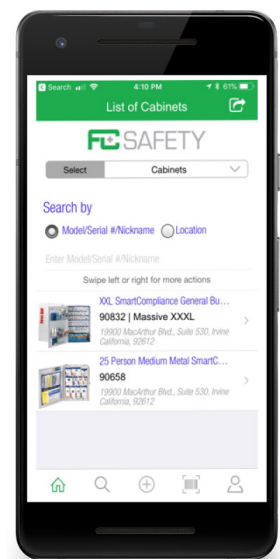 Search 4:10 PM 61%
List of Cabinets
FC SAFETY
Select Cabinets
Search by
Model/Serial #/Nickname Location
Enter Model/Serial #/Nickname
Swipe left or right for more actions
XXL SmartCompliance General Bu...
90832 | Massive XXXL
19900 MacArthur Blvd., Suite 530, Irvine
California, 92612
25 Person Medium Metal SmartC...
90658
19900 MacArthur Blvd., Suite 530, Irvine
California, 92612